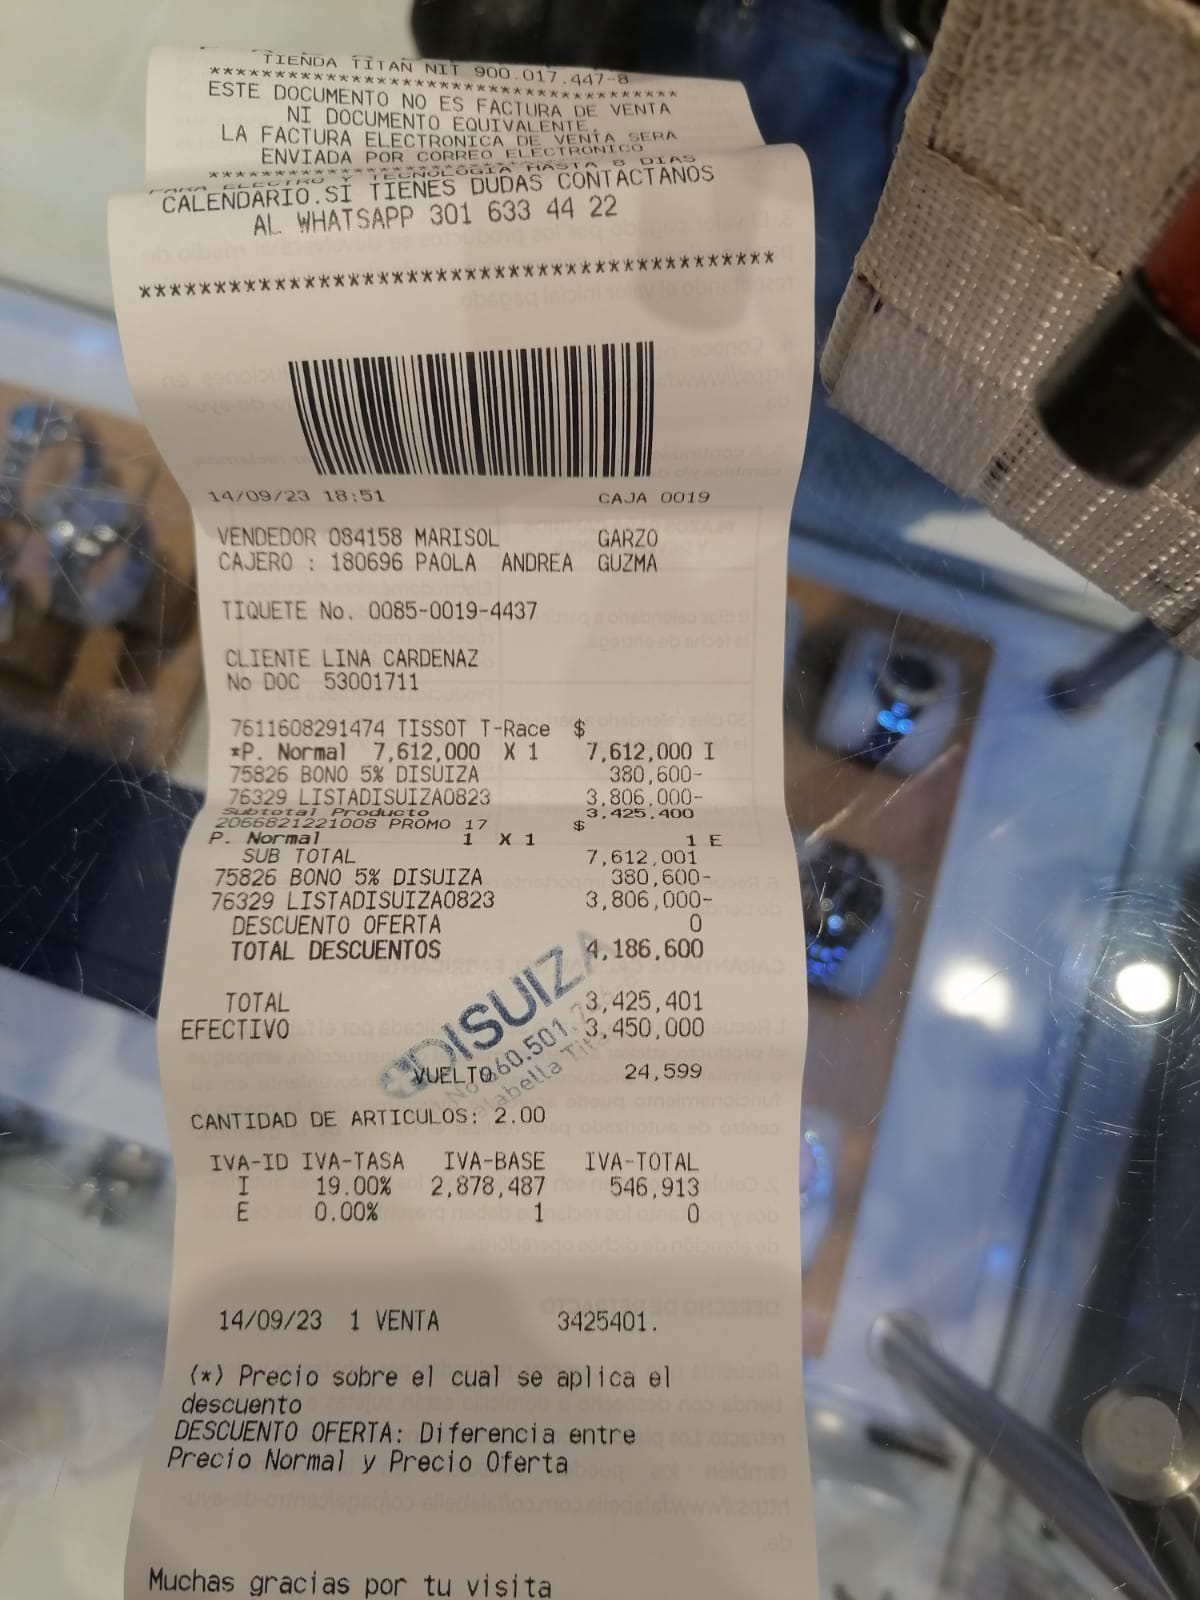 TIENDA TITAN NIT 900.017.447-8
****************************************
ESTE DOCUMENTO NO ES FACTURA DE VENTA
NI DOCUMENTO EQUIVALENTE.
LA FACTURA ELECTRONICA DE VENTA SERA
ENVIADA POR CORREO ELECTRONICO
****************************************
PARA ELECTRO Y TECNOLOGIA HASTA 8 DIAS
CALENDARIO.SI TIENES DUDAS CONTACTANOS
AL WHATSAPP 301 633 44 22
****************************************
14/09/23 18:51 CAJA 0019
VENDEDOR 084158 MARISOL GARZO
CAJERO : 180696 PAOLA ANDREA GUZMA
TIQUETE No. 0085-0019-4437
CLIENTE LINA CARDENAZ
No DOC 53001711
7611608291474 TISSOT T-Race $
*P. Normal 7,612,000 X 1 7,612,000 I
75826 BONO 5% DISUIZA 380,600-
76329 LISTADISUIZA0823 3,806,000-
Subtotal Producto 3,425,400
2066821221008 PROMO 17 $
P. Normal 1 X 1 1 E
SUB TOTAL 7,612,001
75826 BONO 5% DISUIZA 380,600-
76329 LISTADISUIZA0823 3,806,000-
DESCUENTO OFERTA 0
TOTAL DESCUENTOS 4,186,600
DISUIZA
TOTAL 3,425,401
EFECTIVO 3,450,000
VUELTO 24,599
CANTIDAD DE ARTICULOS: 2.00
IVA-ID IVA-TASA IVA-BASE IVA-TOTAL
I 19.00% 2,878,487 546,913
E 0.00% 1 0
14/09/23 1 VENTA 3425401.
(*) Precio sobre el cual se aplica el
descuento
DESCUENTO OFERTA: Diferencia entre
Precio Normal y Precio Oferta
Muchas gracias por tu visita